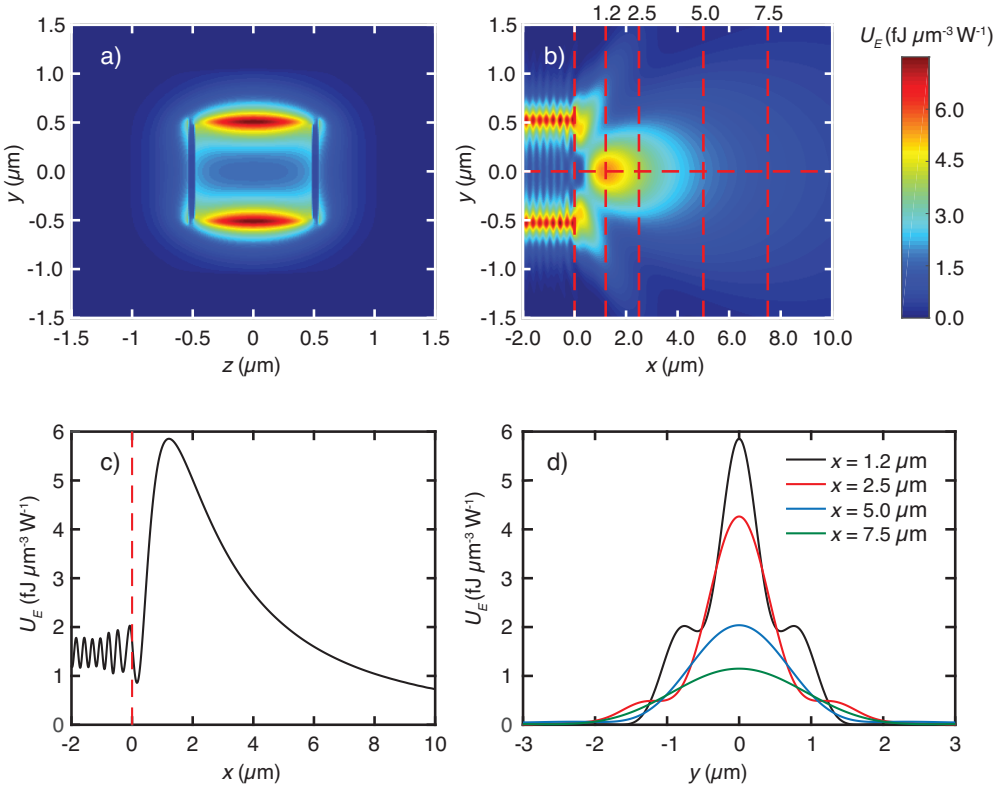 a)
1.5
1.0
0.5
0.0
-0.5
-1.0
-1.5
-1.5 -1.0 -0.5 0.0 0.5 1.0 1.5
y (µm)
z (µm)
b)
1.2 2.5 5.0 7.5
1.5
1.0
0.5
0.0
-0.5
-1.0
-1.5
-2.0 0.0 2.0 4.0 6.0 8.0 10.0
y (µm)
x (µm)
U_E (fJ µm⁻³ W⁻¹)
6.0
4.5
3.0
1.5
0.0
c)
6
5
4
3
2
1
0
-2 0 2 4 6 8 10
U_E (fJ µm⁻³ W⁻¹)
x (µm)
d)
x = 1.2 µm
x = 2.5 µm
x = 5.0 µm
x = 7.5 µm
6
5
4
3
2
1
0
-3 -2 -1 0 1 2 3
U_E (fJ µm⁻³ W⁻¹)
y (µm)